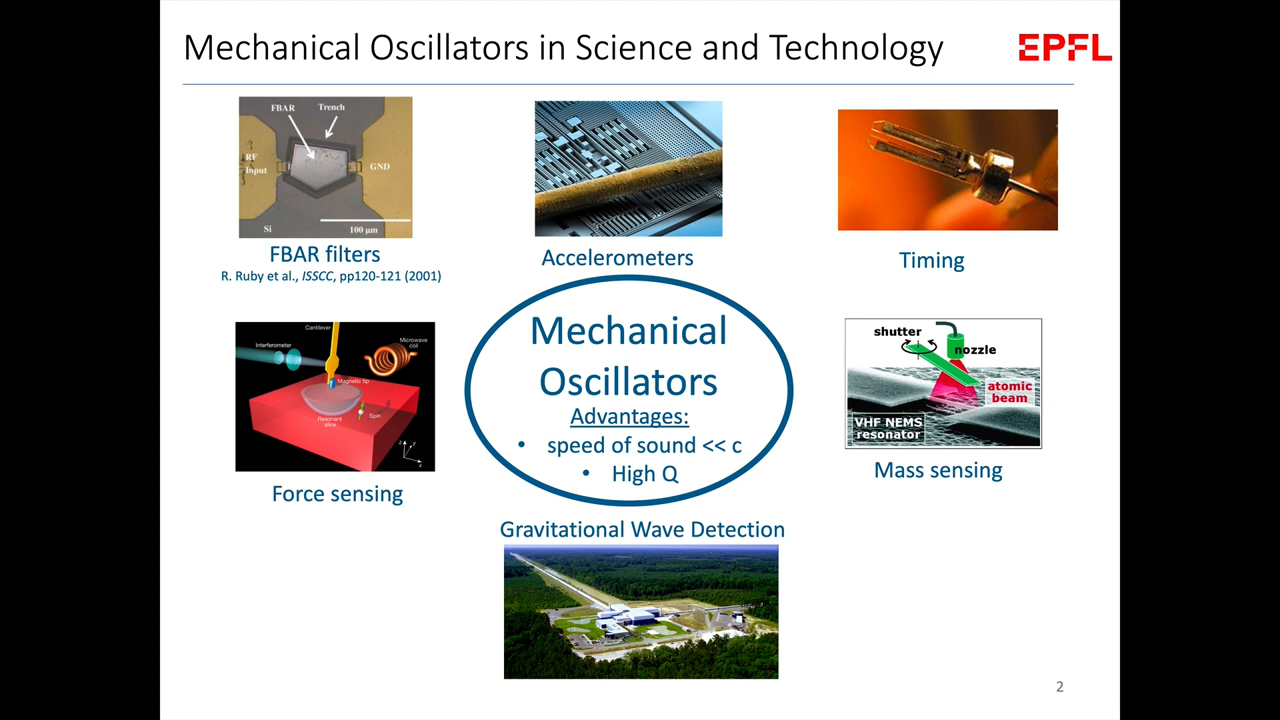 Mechanical Oscillators in Science and Technology
EPFL
FBAR
Trench
RF
Input
GND
Si
100 µm
FBAR filters
R. Ruby et al., ISSCC, pp120-121 (2001)
Accelerometers
Timing
Cantilever
Interferometer
Microwave
coil
Magnetic tip
Spin
Resonant
slice
z
y
x
Force sensing
Mechanical
Oscillators
Advantages:
• speed of sound << c
• High Q
shutter
nozzle
atomic
beam
VHF NEMS
resonator
Mass sensing
Gravitational Wave Detection
2